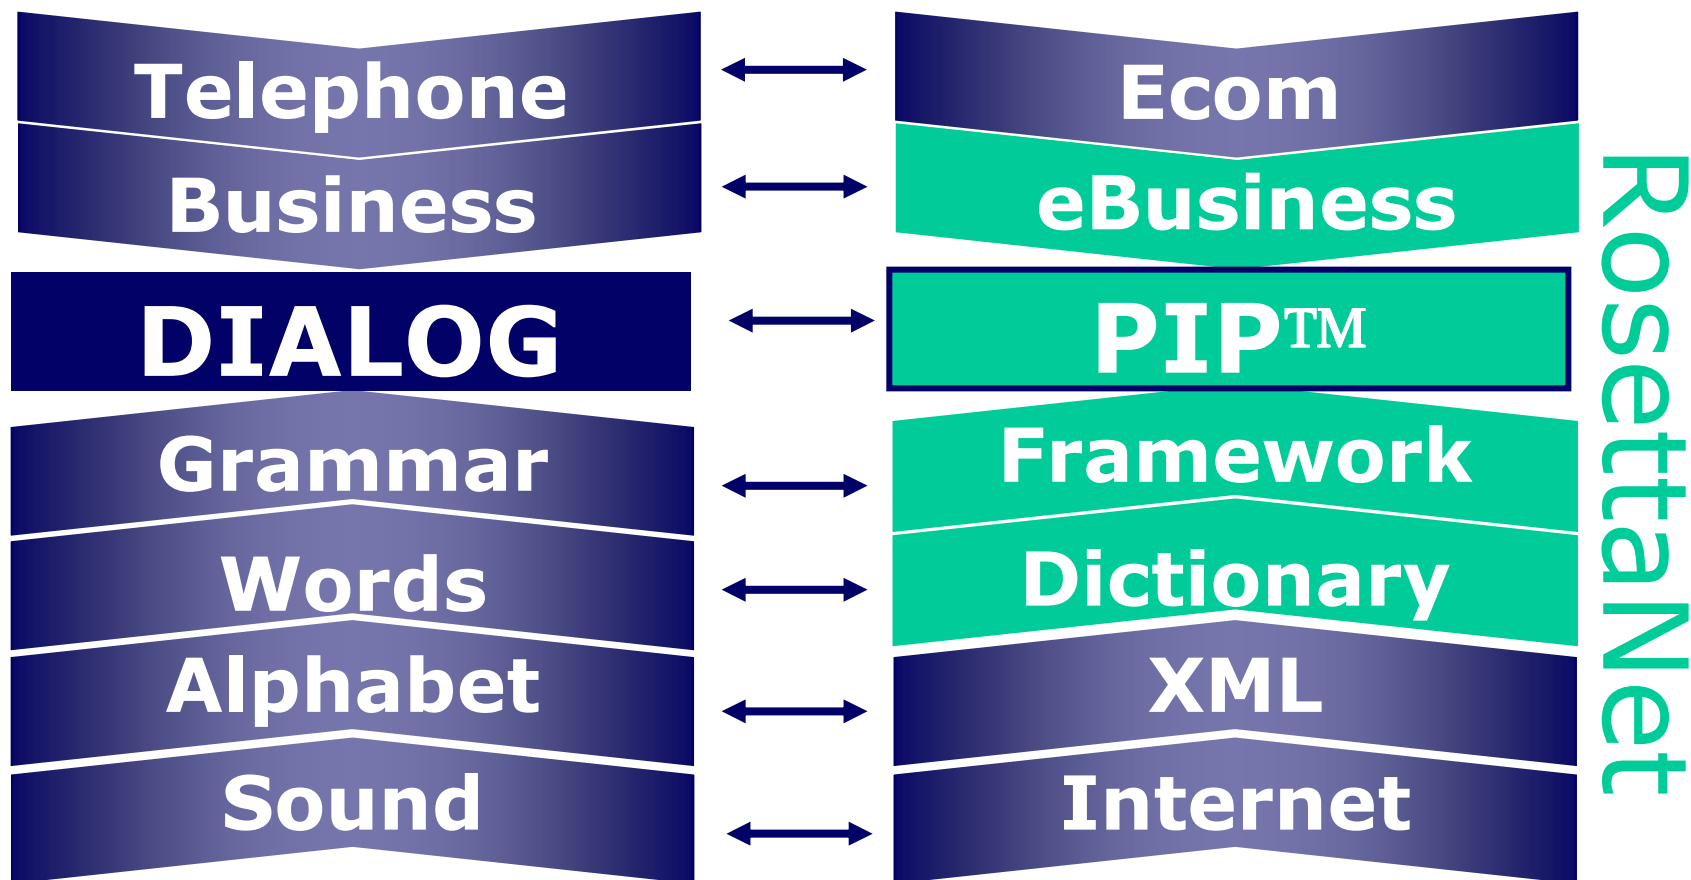 Telephone
Ecom
Business
eBusiness
DIALOG
PIP™
Grammar
Framework
Words
Dictionary
Alphabet
XML
Sound
Internet
RosettaNet